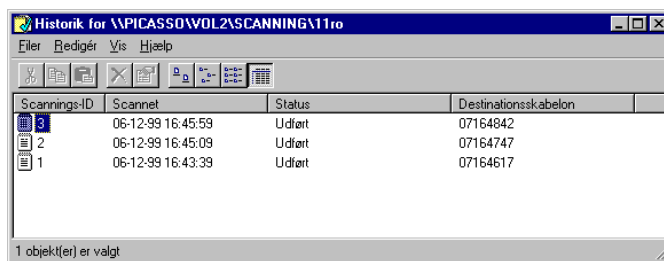 Historik for \\PICASSO\VOL2\SCANNING\11ro
Filer Redigér Vis Hjælp
Scannings-ID Scannet Status Destinationsskabelon
3 06-12-99 16:45:59 Udført 07164842
2 06-12-99 16:45:09 Udført 07164747
1 06-12-99 16:43:39 Udført 07164617
1 objekt(er) er valgt